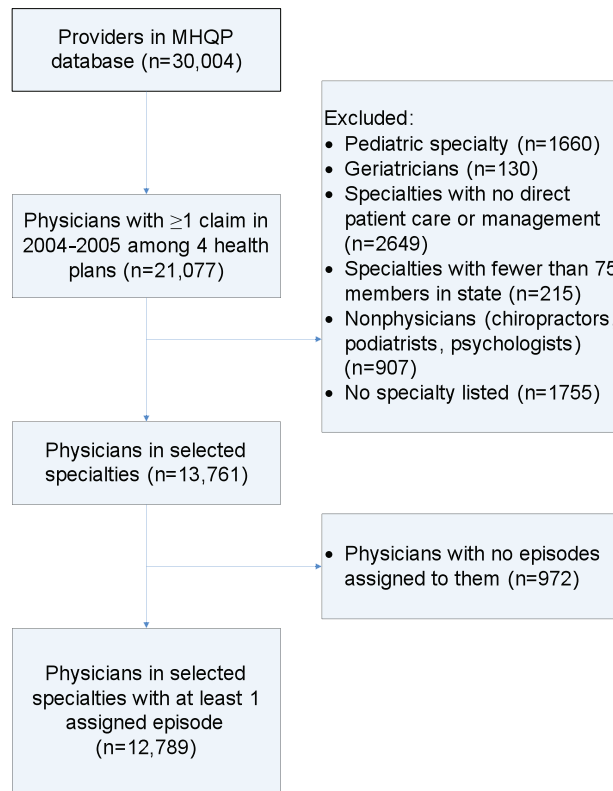 Providers in MHQP
database (n=30,004)
Physicians with ≥1 claim in
2004-2005 among 4 health
plans (n=21,077)
Excluded:
• Pediatric specialty (n=1660)
• Geriatricians (n=130)
• Specialties with no direct
patient care or management
(n=2649)
• Specialties with fewer than 75
members in state (n=215)
• Nonphysicians (chiropractors,
podiatrists, psychologists)
(n=907)
• No specialty listed (n=1755)
Physicians in selected
specialties (n=13,761)
• Physicians with no episodes
assigned to them (n=972)
Physicians in selected
specialties with at least 1
assigned episode
(n=12,789)